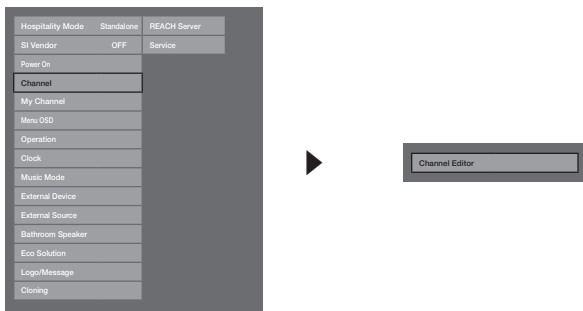 Hospitality Mode Standalone REACH Server
SI Vendor OFF Service
Power On
Channel
My Channel
Menu OSD
Operation
Clock
Music Mode
External Device
External Source
Bathroom Speaker
Eco Solution
Logo/Message
Cloning
Channel Editor